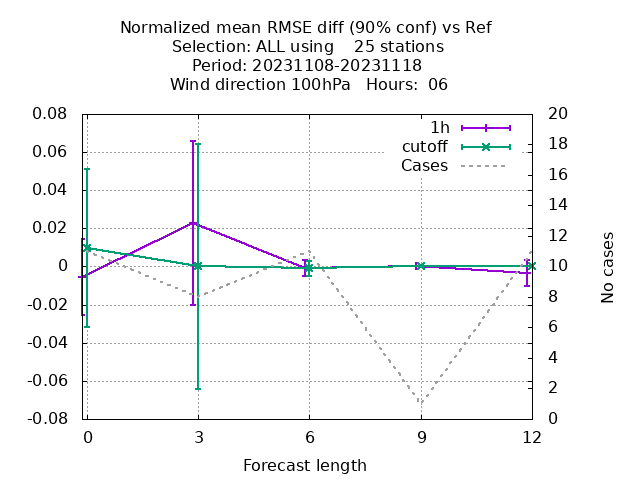 Normalized mean RMSE diff (90% conf) vs Ref
Selection: ALL using    25 stations
Period: 20231108-20231118
Wind direction 100hPa   Hours:  06
0.08
0.06
0.04
0.02
0
-0.02
-0.04
-0.06
-0.08
20
18
16
14
12
10
8
6
4
2
0
1h
cutoff
Cases
No cases
0 3 6 9 12
Forecast length